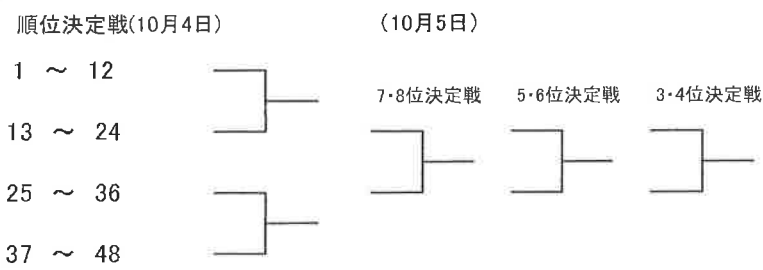 順位決定戦(10月4日)
(10月5日)
1 ～ 12
7・8位決定戦 5・6位決定戦 3・4位決定戦
13 ～ 24
25 ～ 36
37 ～ 48